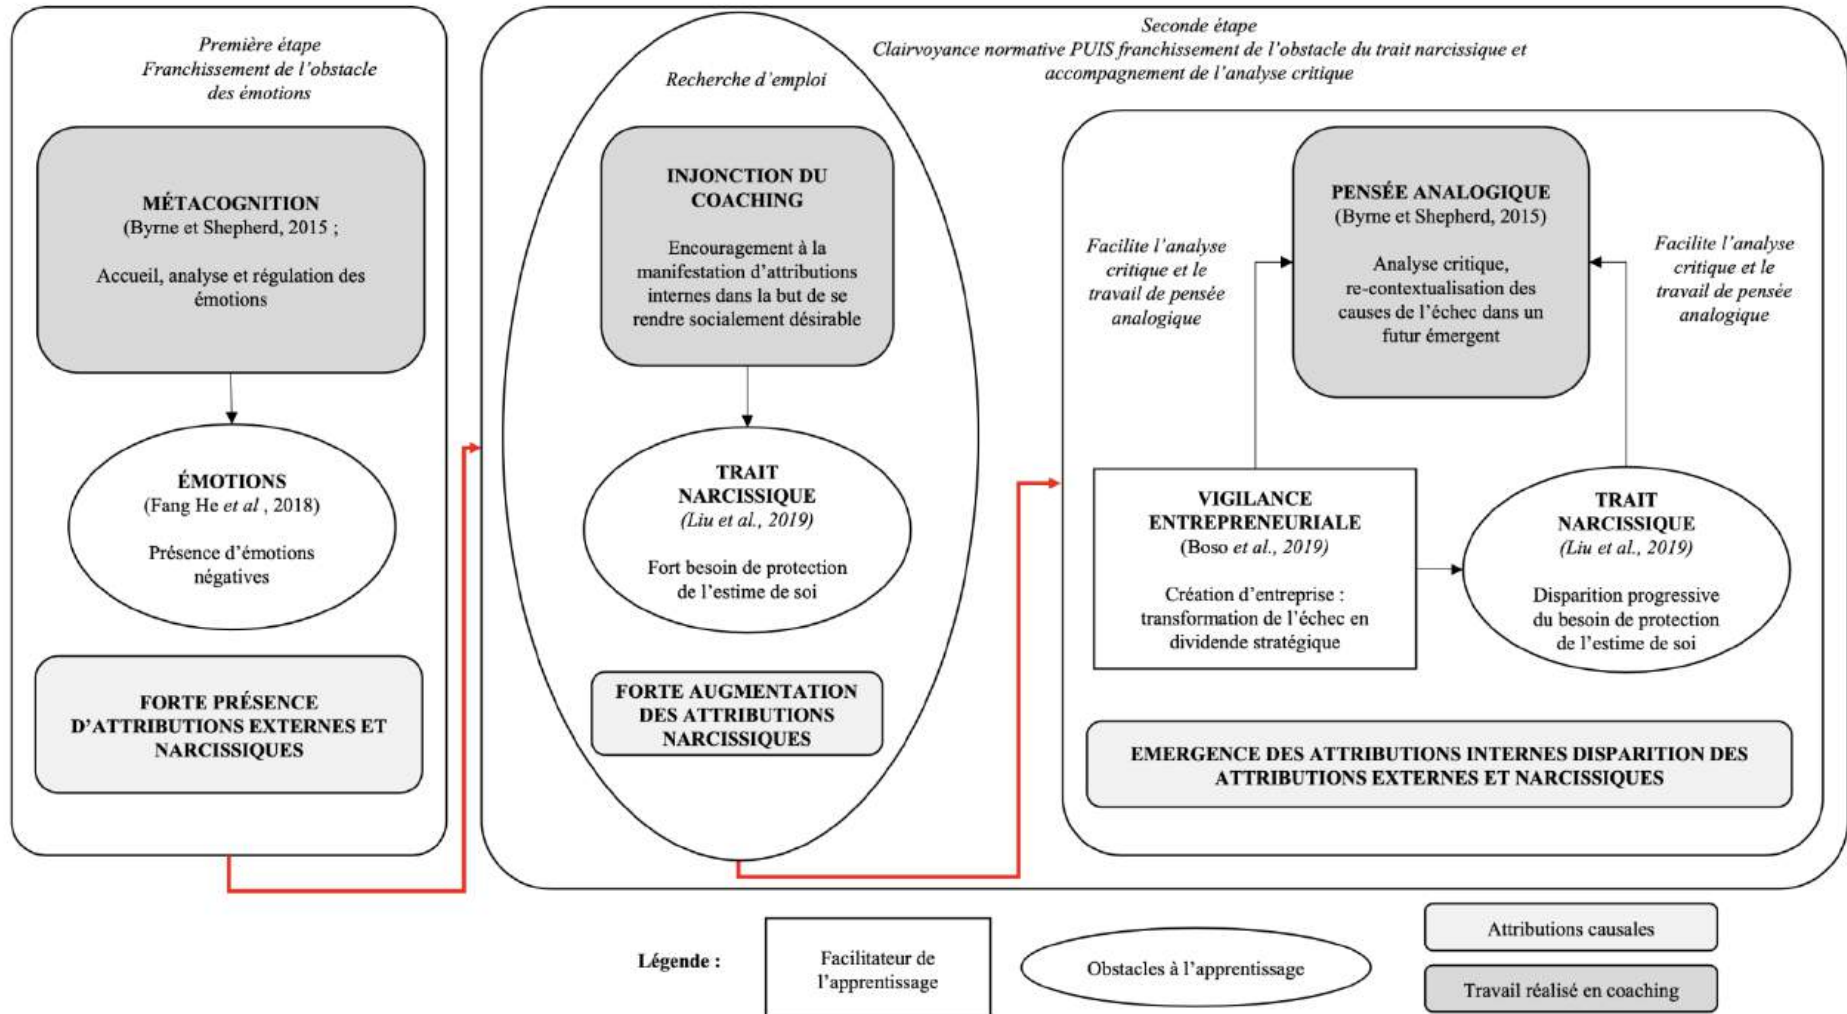 Première étape
Franchissement de l'obstacle
des émotions
MÉTACOGNITION
(Byrne et Shepherd, 2015 ;
Accueil, analyse et régulation des
émotions
ÉMOTIONS
(Fang He et al , 2018)
Présence d'émotions
négatives
FORTE PRÉSENCE
D'ATTRIBUTIONS EXTERNES ET
NARCISSIQUES
Seconde étape
Clairvoyance normative PUIS franchissement de l'obstacle du trait narcissique et
accompagnement de l'analyse critique
Recherche d'emploi
INJONCTION DU
COACHING
Encouragement à la
manifestation d'attributions
internes dans la but de se
rendre socialement désirable
TRAIT
NARCISSIQUE
(Liu et al., 2019)
Fort besoin de protection
de l'estime de soi
FORTE AUGMENTATION
DES ATTRIBUTIONS
NARCISSIQUES
Facilite l'analyse
critique et le
travail de pensée
analogique
PENSÉE ANALOGIQUE
(Byrne et Shepherd, 2015)
Analyse critique,
re-contextualisation des
causes de l'échec dans un
futur émergent
Facilite l'analyse
critique et le
travail de pensée
analogique
VIGILANCE
ENTREPRENEURIALE
(Boso et al., 2019)
Création d'entreprise :
transformation de l'échec en
dividende stratégique
TRAIT
NARCISSIQUE
(Liu et al., 2019)
Disparition progressive
du besoin de protection
de l'estime de soi
EMERGENCE DES ATTRIBUTIONS INTERNES DISPARITION DES
ATTRIBUTIONS EXTERNES ET NARCISSIQUES
Légende :
Facilitateur de
l'apprentissage
Obstacles à l'apprentissage
Attributions causales
Travail réalisé en coaching